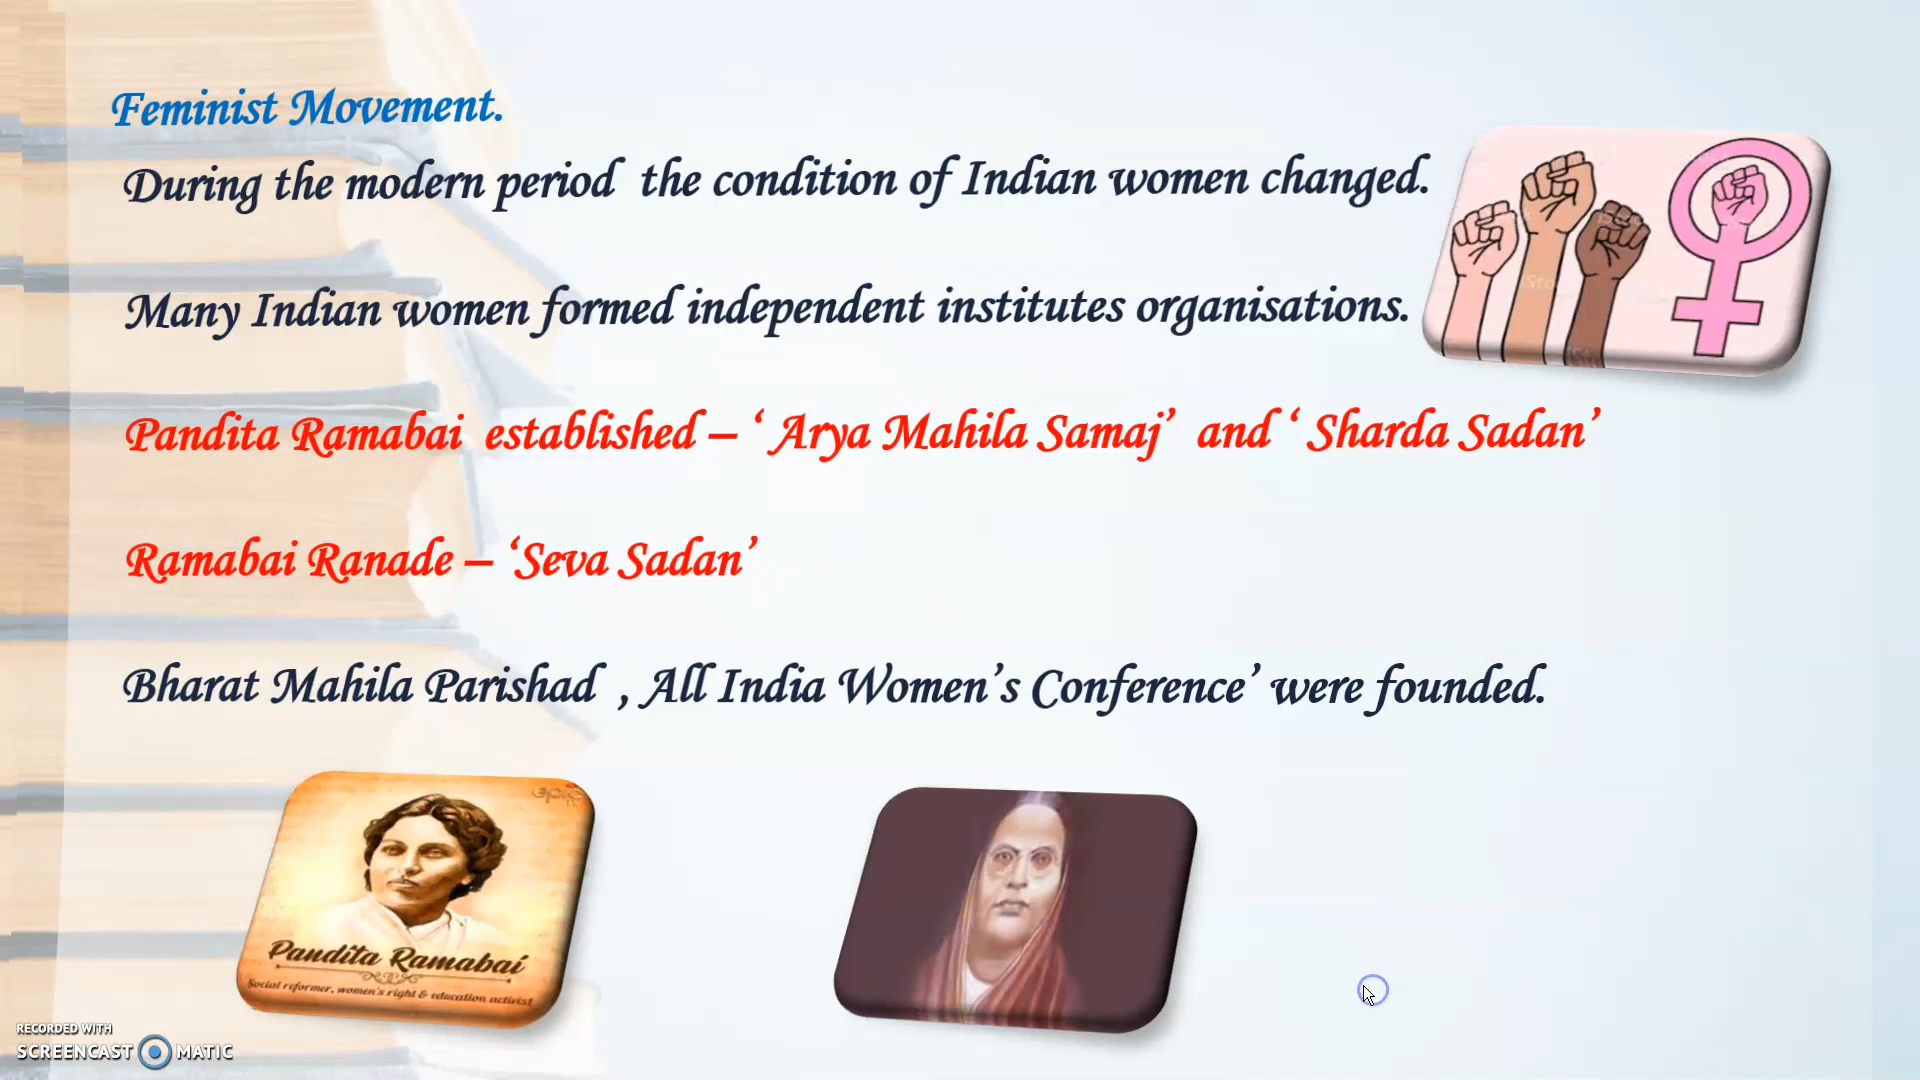 Feminist Movement.
During the modern period the condition of Indian women changed.
Many Indian women formed independent institutes organisations.
Pandita Ramabai established – ‘ Arya Mahila Samaj’ and ‘ Sharda Sadan’
Ramabai Ranade – ‘Seva Sadan’
Bharat Mahila Parishad , All India Women’s Conference’ were founded.
Pandita Ramabai
Social reformer, women's right & education activist
RECORDED WITH
SCREENCAST MATIC